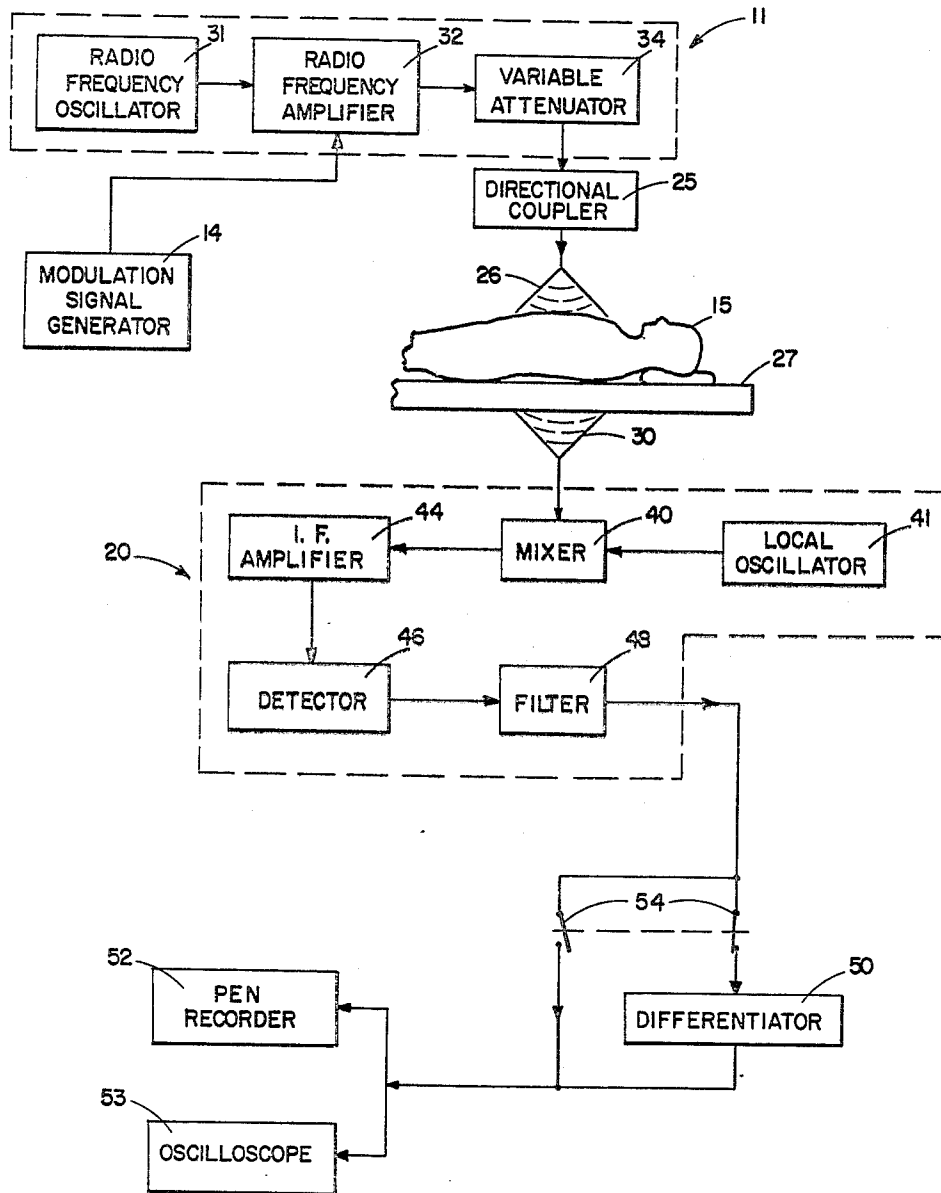 11
31
RADIO
FREQUENCY
OSCILLATOR
32
RADIO
FREQUENCY
AMPLIFIER
34
VARIABLE
ATTENUATOR
25
DIRECTIONAL
COUPLER
14
MODULATION
SIGNAL
GENERATOR
26
15
27
30
20
44
I. F.
AMPLIFIER
40
MIXER
41
LOCAL
OSCILLATOR
46
DETECTOR
48
FILTER
54
52
PEN
RECORDER
50
DIFFERENTIATOR
53
OSCILLOSCOPE